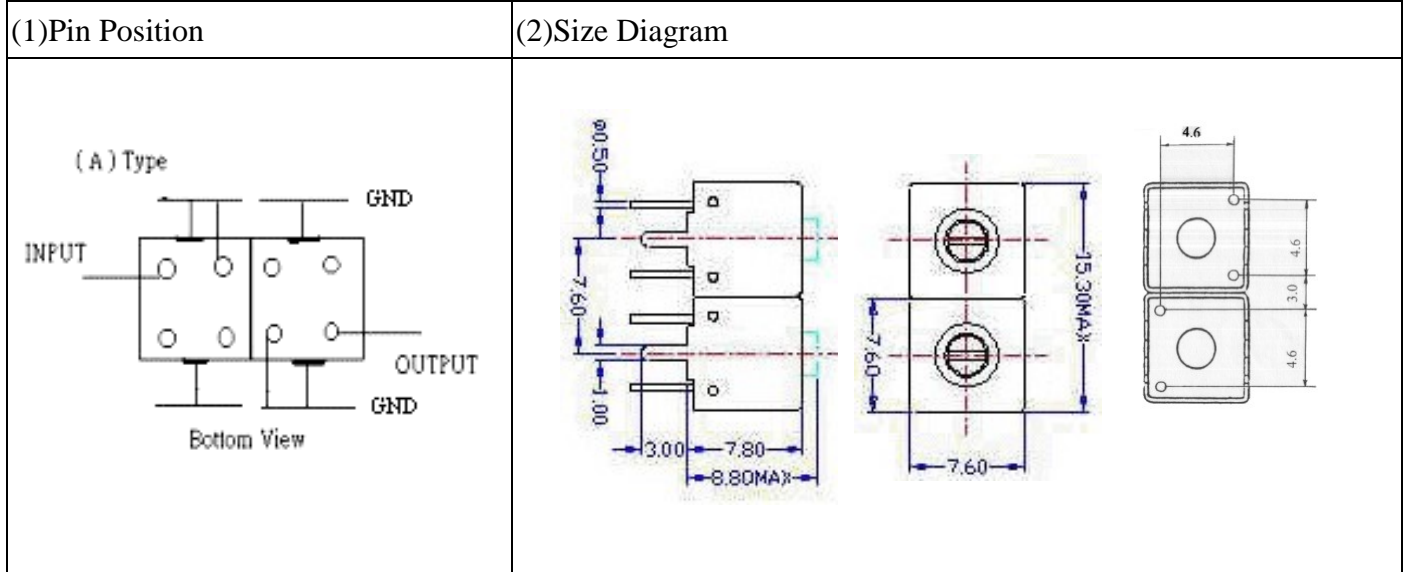 (1)Pin Position
(2)Size Diagram
( A ) Type
GND
INPUT
OUTPUT
GND
Bottom View
ø0.50
7.60
1.00
3.00
7.80
8.80MAX
15.30MAX
7.60
7.60
4.6
4.6
3.0
4.6